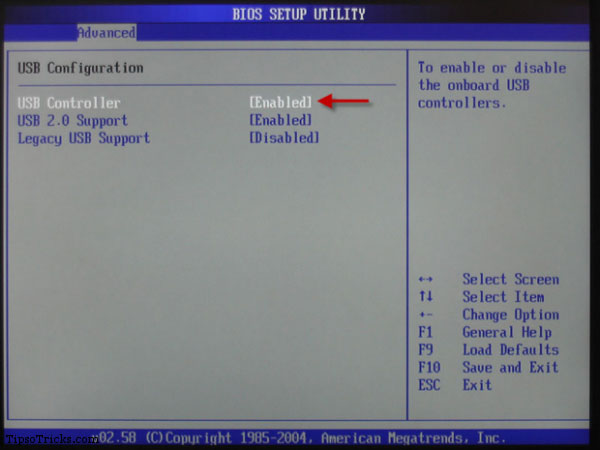 BIOS SETUP UTILITY
Advanced
USB Configuration
USB Controller [Enabled]
USB 2.0 Support [Enabled]
Legacy USB Support [Disabled]
To enable or disable
the onboard USB
controllers.
↔ Select Screen
↑↓ Select Item
+- Change Option
F1 General Help
F9 Load Defaults
F10 Save and Exit
ESC Exit
v02.58 (C)Copyright 1985-2004, American Megatrends, Inc.
TipsoTricks.com